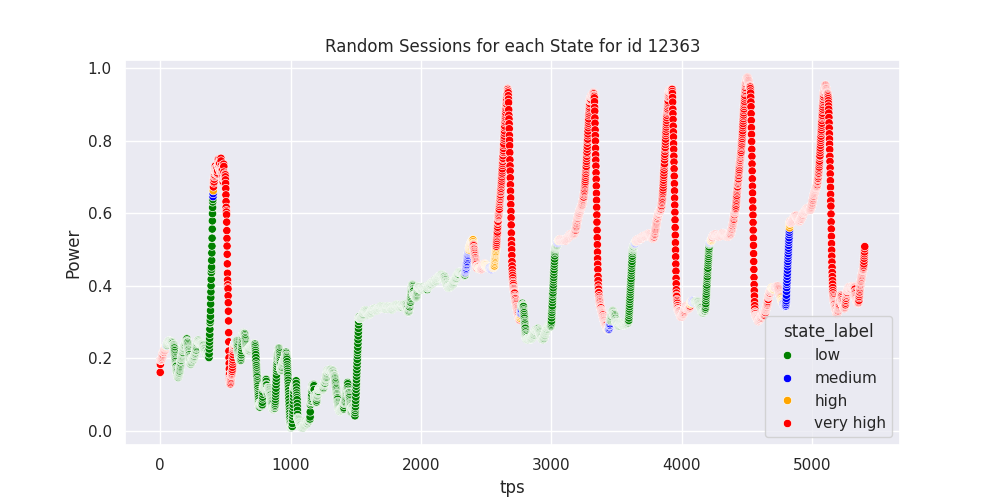 Random Sessions for each State for id 12363
Power
1.0
0.8
0.6
0.4
0.2
0.0
0 1000 2000 3000 4000 5000
tps
state_label
low
medium
high
very high